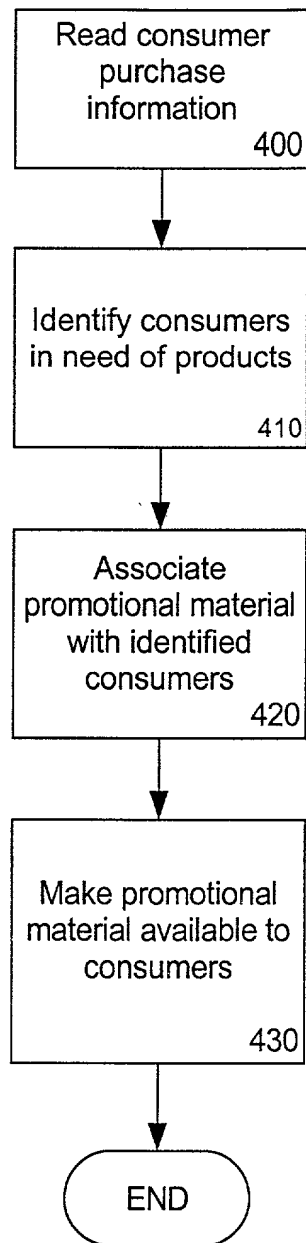 Read consumer
purchase
information
400
Identify consumers
in need of products
410
Associate
promotional material
with identified
consumers
420
Make promotional
material available to
consumers
430
END